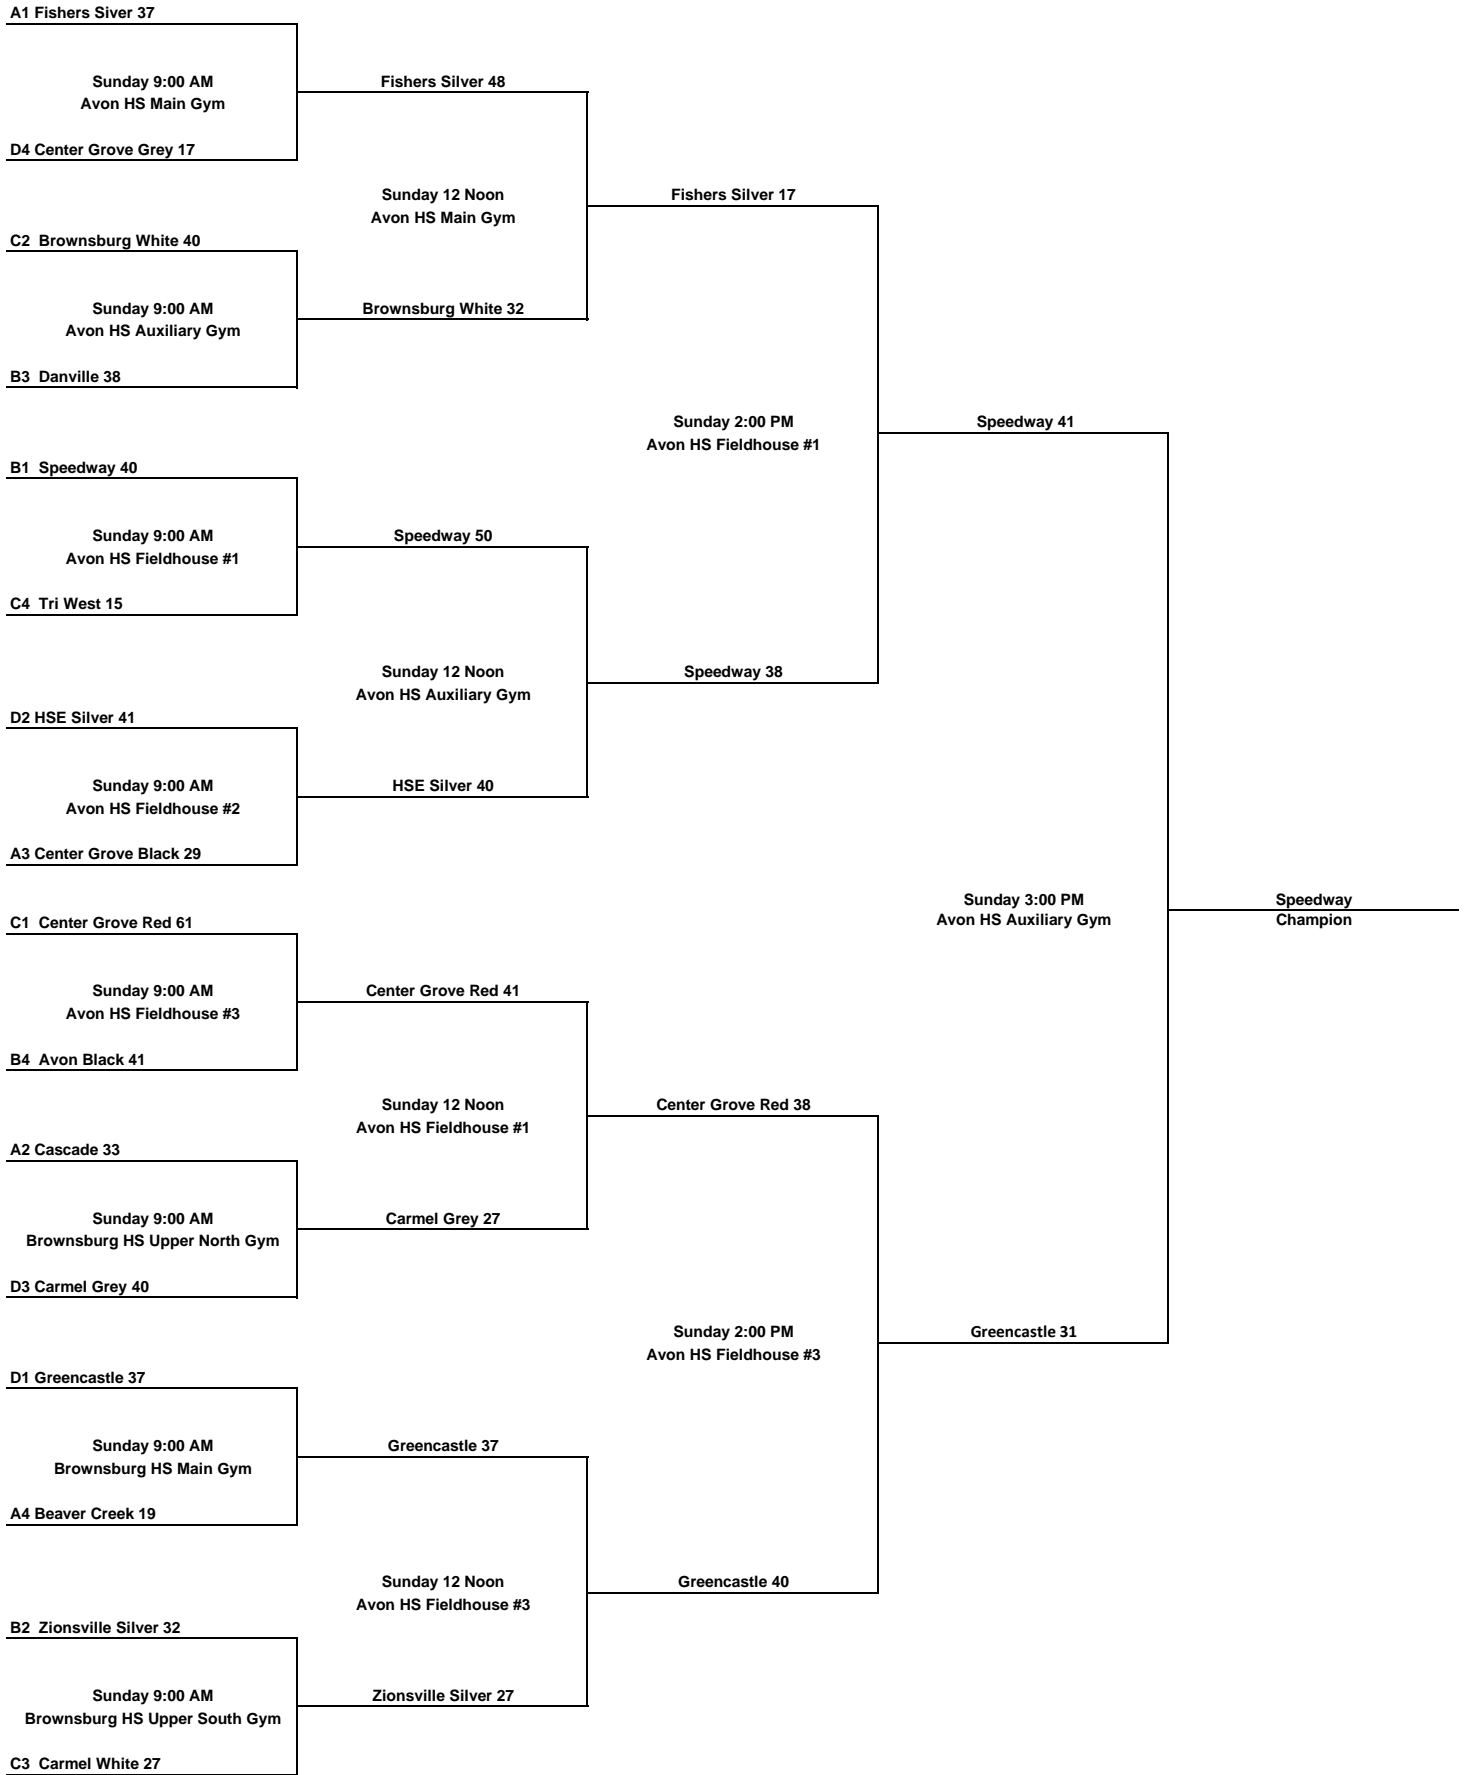 A1 Fishers Siver 37
Sunday 9:00 AM
Avon HS Main Gym
Fishers Silver 48
D4 Center Grove Grey 17
Sunday 12 Noon
Avon HS Main Gym
Fishers Silver 17
C2 Brownsburg White 40
Sunday 9:00 AM
Avon HS Auxiliary Gym
Brownsburg White 32
B3 Danville 38
Sunday 2:00 PM
Avon HS Fieldhouse #1
Speedway 41
B1 Speedway 40
Sunday 9:00 AM
Avon HS Fieldhouse #1
Speedway 50
C4 Tri West 15
Sunday 12 Noon
Avon HS Auxiliary Gym
Speedway 38
D2 HSE Silver 41
Sunday 9:00 AM
Avon HS Fieldhouse #2
HSE Silver 40
A3 Center Grove Black 29
Sunday 3:00 PM
Avon HS Auxiliary Gym
Speedway
Champion
C1 Center Grove Red 61
Sunday 9:00 AM
Avon HS Fieldhouse #3
Center Grove Red 41
B4 Avon Black 41
Sunday 12 Noon
Avon HS Fieldhouse #1
Center Grove Red 38
A2 Cascade 33
Sunday 9:00 AM
Brownsburg HS Upper North Gym
Carmel Grey 27
D3 Carmel Grey 40
Sunday 2:00 PM
Avon HS Fieldhouse #3
Greencastle 31
D1 Greencastle 37
Sunday 9:00 AM
Brownsburg HS Main Gym
Greencastle 37
A4 Beaver Creek 19
Sunday 12 Noon
Avon HS Fieldhouse #3
Greencastle 40
B2 Zionsville Silver 32
Sunday 9:00 AM
Brownsburg HS Upper South Gym
Zionsville Silver 27
C3 Carmel White 27